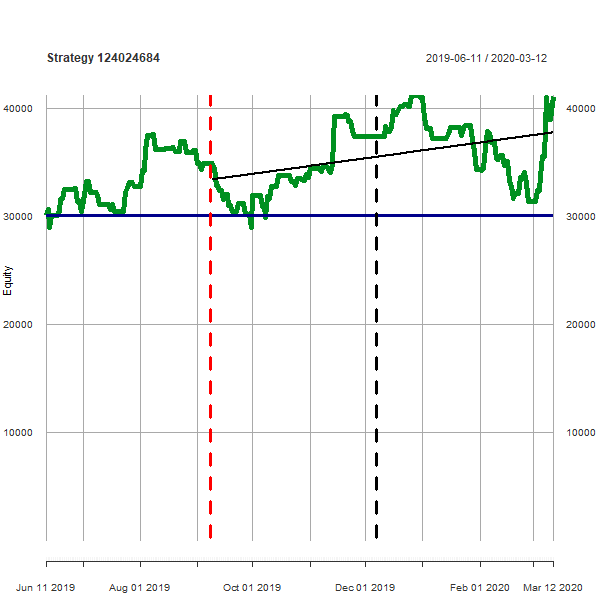 Strategy 124024684 2019-06-11 / 2020-03-12
40000 40000
30000 30000
Equity
20000 20000
10000 10000
Jun 11 2019 Aug 01 2019 Oct 01 2019 Dec 01 2019 Feb 01 2020 Mar 12 2020